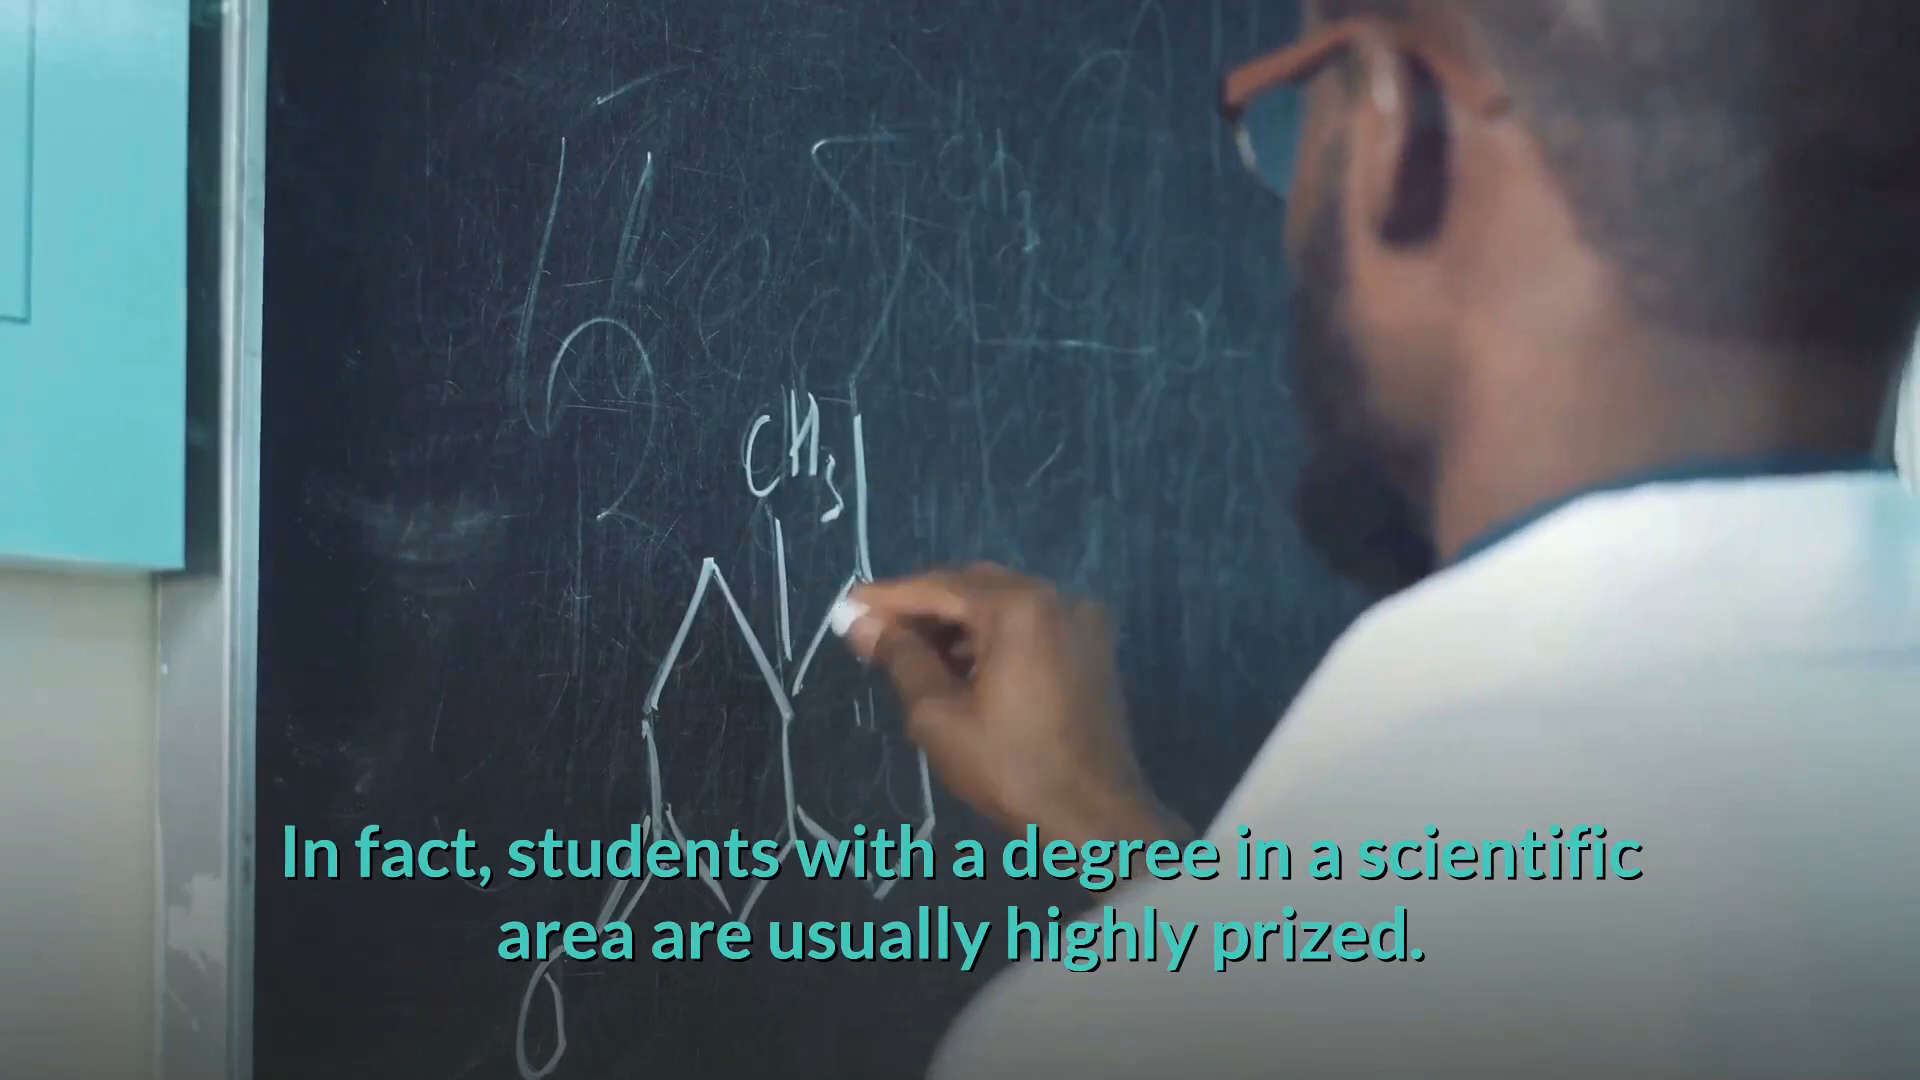 CH3
O
In fact, students with a degree in a scientific
area are usually highly prized.